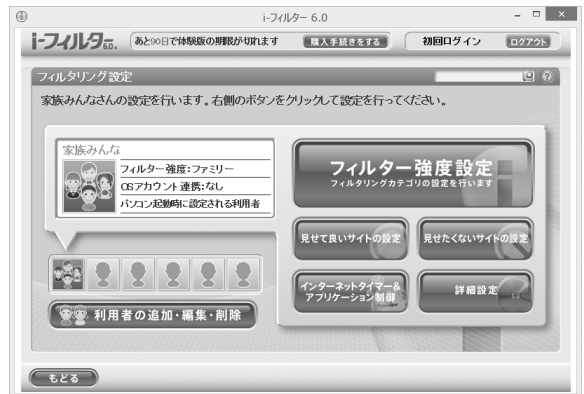 i-フィルター 6.0
i-フィルター 6.0.
あと90日で体験版の期限が切れます
購入手続きをする
初回ログイン
ログアウト
フィルタリング設定
家族みんなさんの設定を行います。右側のボタンをクリックして設定を行ってください。
家族みんな
フィルター強度:ファミリー
OSアカウント連携:なし
パソコン起動時に設定される利用者
フィルター強度設定
フィルタリングカテゴリの設定を行います
見せて良いサイトの設定
見せたくないサイトの設定
インターネットタイマー&
アプリケーション制御
詳細設定
利用者の追加・編集・削除
もどる